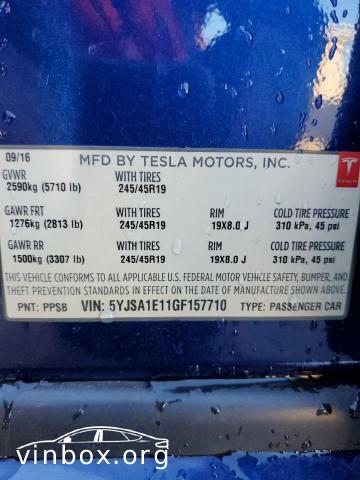 09/16
MFD BY TESLA MOTORS, INC.
GVWR WITH TIRES
2590kg (5710 lb) 245/45R19
TESLA
GAWR FRT WITH TIRES RIM COLD TIRE PRESSURE
1276kg (2813 lb) 245/45R19 19X8.0 J 310 kPa, 45 psi
GAWR RR WITH TIRES RIM COLD TIRE PRESSURE
1500kg (3307 lb) 245/45R19 19X8.0 J 310 kPa, 45 psi
THIS VEHICLE CONFORMS TO ALL APPLICABLE U.S. FEDERAL MOTOR VEHICLE SAFETY, BUMPER, AND
THEFT PREVENTION STANDARDS IN EFFECT ON THE DATE OF MANUFACTURE SHOWN ABOVE
PNT: PPSB VIN: 5YJSA1E11GF157710 TYPE: PASSENGER CAR
vinbox.org